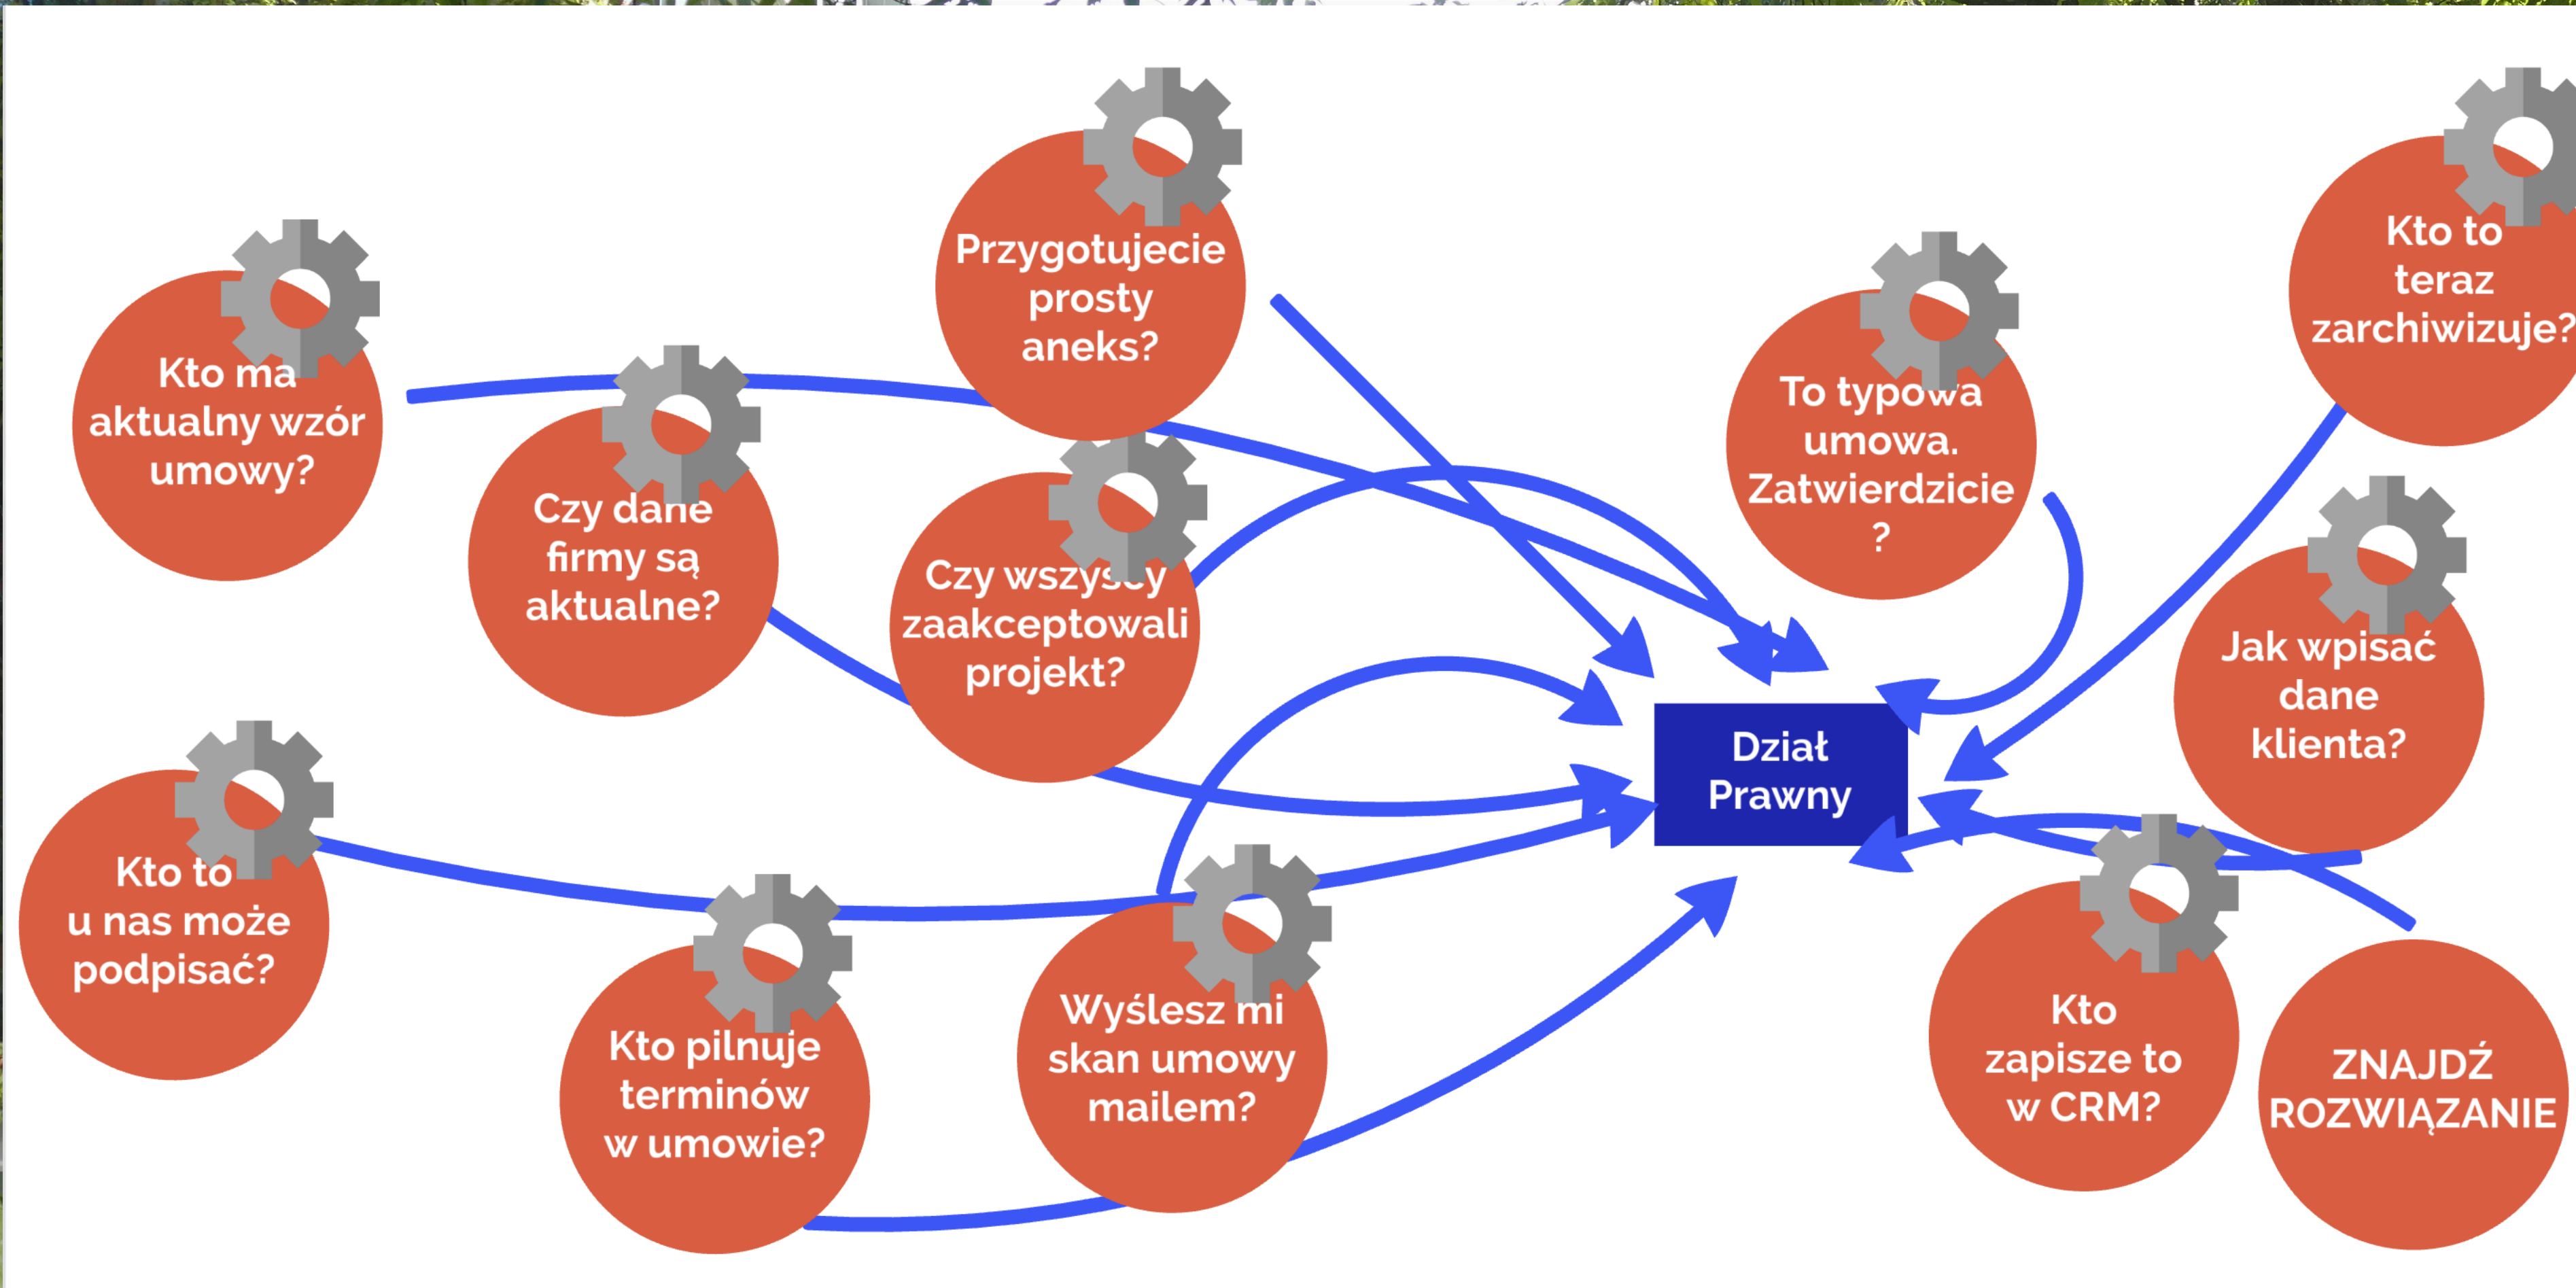 Kto ma
aktualny wzór
umowy?
Czy dane
firmy są
aktualne?
Przygotujecie
prosty
aneks?
Czy wszyscy
zaakceptowali
projekt?
To typowa
umowa.
Zatwierdzicie
?
Kto to
teraz
zarchiwizuje?
Jak wpisać
dane
klienta?
Dział
Prawny
Kto to
u nas może
podpisać?
Kto pilnuje
terminów
w umowie?
Wyślesz mi
skan umowy
mailem?
Kto
zapisze to
w CRM?
ZNAJDŹ
ROZWIĄZANIE